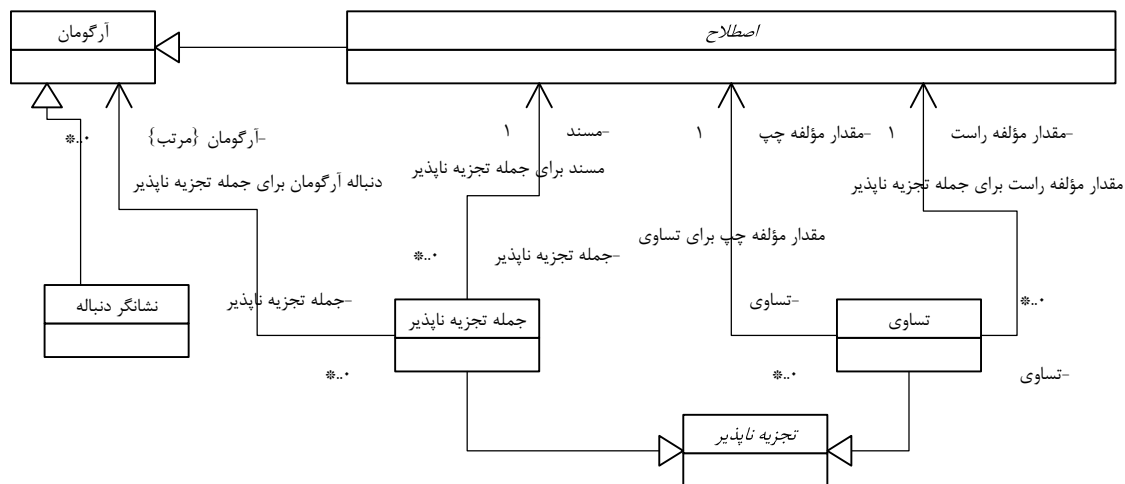 اصطلاح
آرگومان
-مقدار مؤلفه راست
۱
-مقدار مؤلفه چپ
۱
-مسند
۱
-آرگومان {مرتب}
۰..*
مسند برای جمله تجزیه ناپذیر
دنباله آرگومان برای جمله تجزیه ناپذیر
مقدار مؤلفه راست برای جمله تجزیه ناپذیر
مقدار مؤلفه چپ برای تساوی
-جمله تجزیه ناپذیر
۰..*
-تساوی
۰..*
-جمله تجزیه ناپذیر
نشانگر دنباله
جمله تجزیه ناپذیر
تساوی
-تساوی
۰..*
۰..*
تجزیه ناپذیر